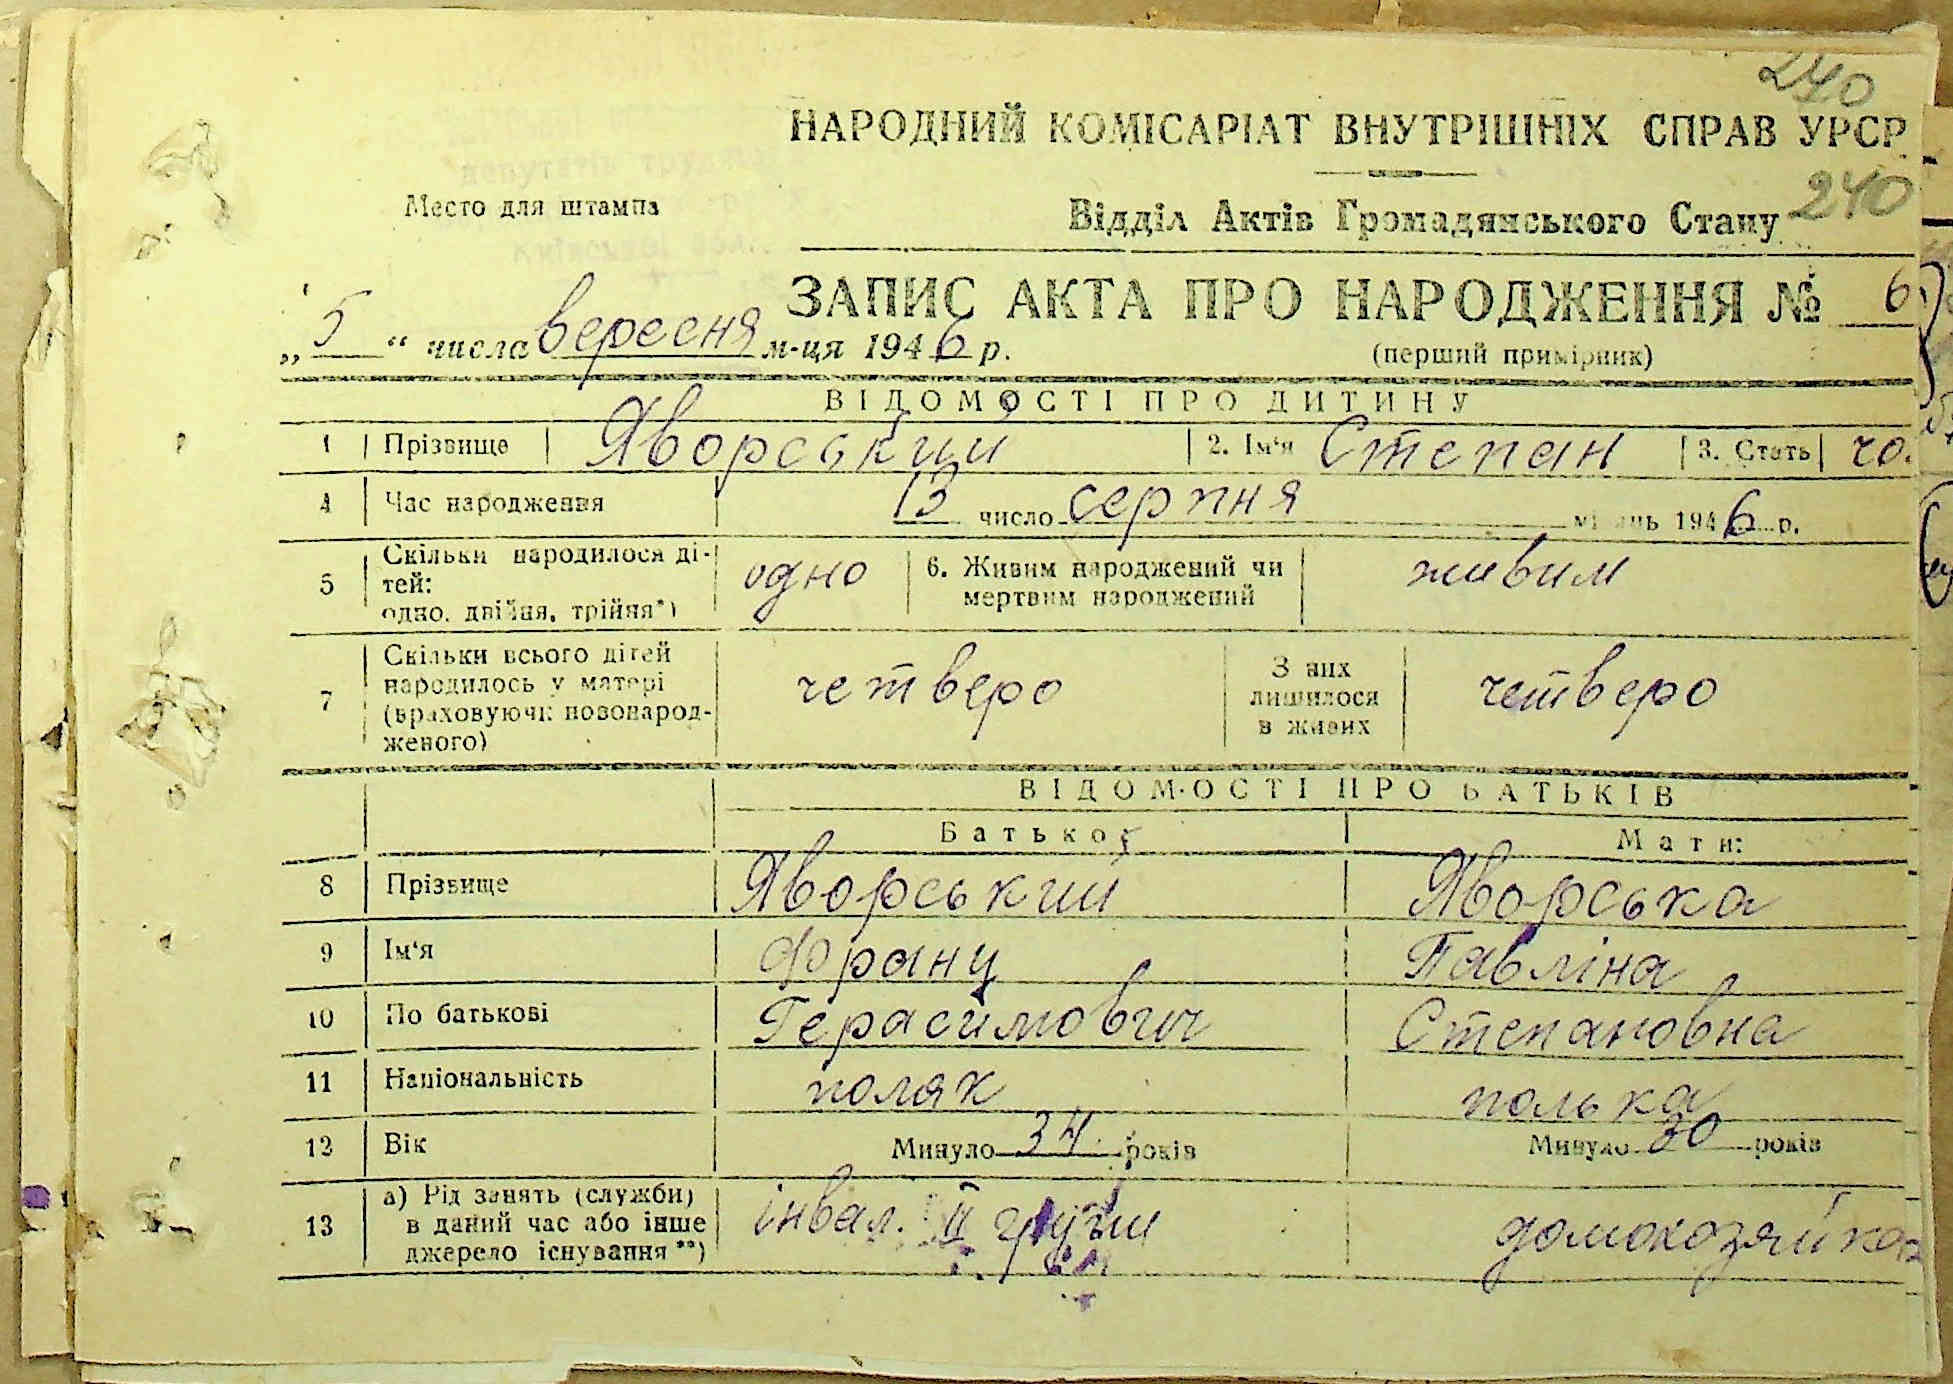 270
НАРОДНИЙ КОМІСАРІАТ ВНУТРІШНІХ СПРАВ УРСР
Место для штампа
Відділ Актів Громадянського Стану 240
ЗАПИС АКТА ПРО НАРОДЖЕННЯ № 6
„5“ числа вересня м-ця 1946 р.
(перший примірник)
ВІДОМОСТІ ПРО ДИТИНУ
1 Прізвище Яворський 2. Ім'я Степан 3. Стать чо.
4 Час народження 13 число серпня місяць 1946 р.
5 Скільки народилося ді-
тей:
одно, двійня, трійня*)
одно
6. Живим народжений чи
мертвим народжений
живим
7 Скільки всього дітей
народилось у матері
(враховуючи новонарод-
женого)
четверо
З них
лишилося
в живих
четверо
ВІДОМОСТІ ПРО БАТЬКІВ
Батько: Мати:
8 Прізвище Яворський Яворська
9 Ім'я Франц Павліна
10 По батькові Герасимович Степановна
11 Національність поляк полька
12 Вік Минуло 34 років Минуло 30 років
13 а) Рід занять (служби)
в даний час або інше
джерело існування**)
інвал. II групи домохозяйка